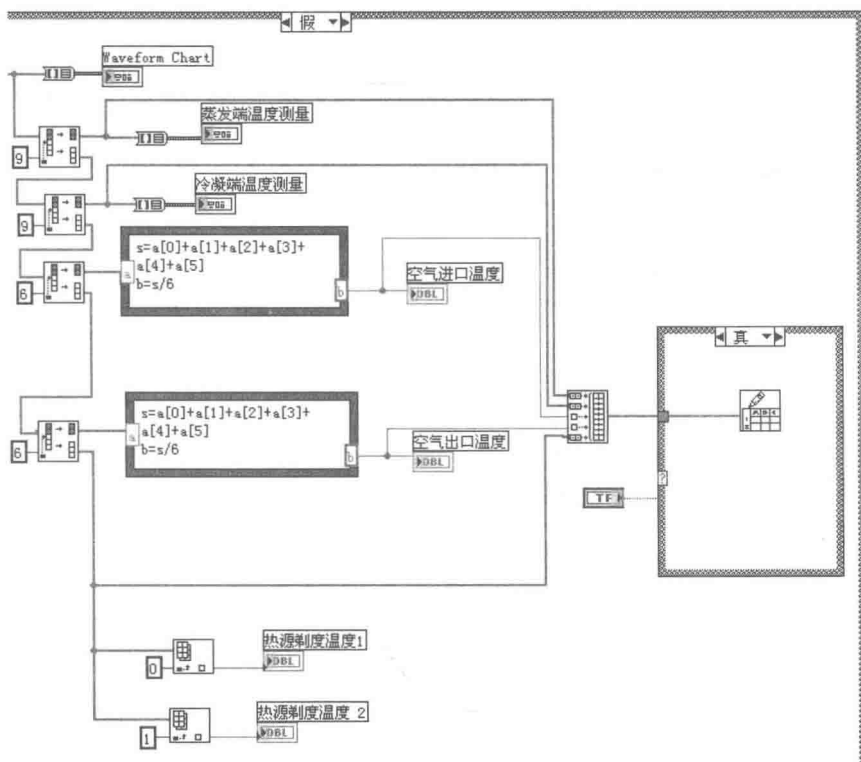 假
Waveform Chart
蒸发端温度测量
9
冷凝端温度测量
9
s=a[0]+a[1]+a[2]+a[3]+
a[4]+a[5]
b=s/6
a
b
空气进口温度
DBL
6
真
s=a[0]+a[1]+a[2]+a[3]+
a[4]+a[5]
b=s/6
a
b
空气出口温度
DBL
6
?
TF
热源剃度温度1
DBL
0
热源剃度温度 2
DBL
1